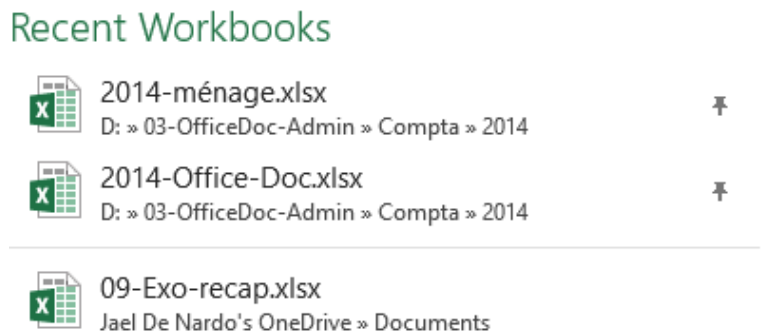 Recent Workbooks
2014-ménage.xlsx
D: » 03-OfficeDoc-Admin » Compta » 2014
2014-Office-Doc.xlsx
D: » 03-OfficeDoc-Admin » Compta » 2014
09-Exo-recap.xlsx
Jael De Nardo's OneDrive » Documents